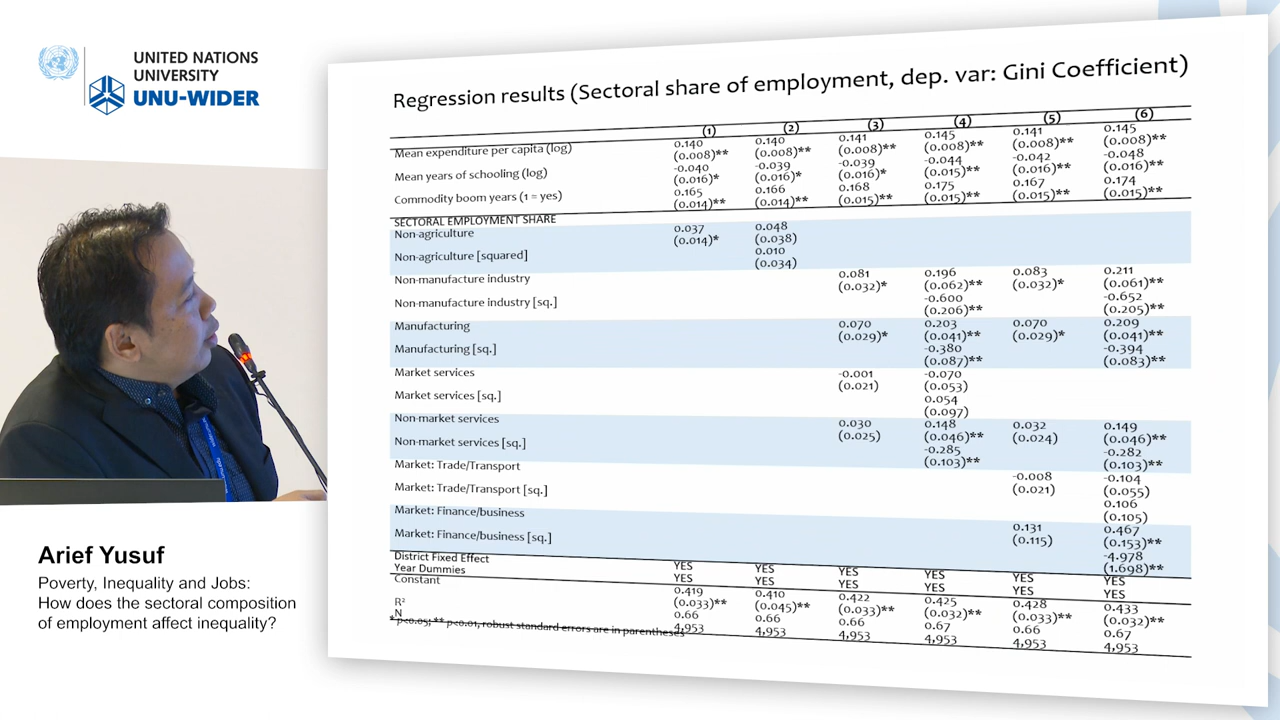 UNITED NATIONS
UNIVERSITY
UNU-WIDER
Regression results (Sectoral share of employment, dep. var: Gini Coefficient)
(1) (2) (3) (4) (5) (6)
Mean expenditure per capita (log) 0.140 0.140 0.141 0.145 0.141 0.145
(0.008)** (0.008)** (0.008)** (0.008)** (0.008)** (0.008)**
Mean years of schooling (log) -0.040 -0.039 -0.039 -0.044 -0.042 -0.048
(0.016)* (0.016)* (0.016)* (0.015)** (0.016)** (0.016)**
Commodity boom years (1 = yes) 0.165 0.166 0.168 0.175 0.167 0.174
(0.014)** (0.014)** (0.015)** (0.015)** (0.015)** (0.015)**
SECTORAL EMPLOYMENT SHARE
Non-agriculture 0.037 0.048
(0.014)* (0.038)
Non-agriculture [squared] 0.010
(0.034)
Non-manufacture industry 0.081 0.196 0.083 0.211
(0.032)* (0.062)** (0.032)* (0.061)**
Non-manufacture industry [sq.] -0.600 -0.652
(0.206)** (0.205)**
Manufacturing 0.070 0.203 0.070 0.209
(0.029)* (0.041)** (0.029)* (0.041)**
Manufacturing [sq.] -0.380 -0.394
(0.087)** (0.083)**
Market services -0.001 -0.070
(0.021) (0.053)
Market services [sq.] 0.054
(0.097)
Non-market services 0.030 0.148 0.032 0.149
(0.025) (0.046)** (0.024) (0.046)**
Non-market services [sq.] -0.285 -0.282
(0.103)** (0.103)**
Market: Trade/Transport -0.008 -0.104
(0.021) (0.055)
Market: Trade/Transport [sq.] 0.106
(0.105)
Market: Finance/business 0.131 0.467
(0.115) (0.153)**
Market: Finance/business [sq.] -4.978
(1.698)**
District Fixed Effect YES YES YES YES YES YES
Year Dummies YES YES YES YES YES YES
Constant 0.419 0.410 0.422 0.425 0.428 0.433
(0.033)** (0.045)** (0.033)** (0.032)** (0.033)** (0.032)**
R² 0.66 0.66 0.66 0.67 0.66 0.67
N 4,953 4,953 4,953 4,953 4,953 4,953
* p<0.05; ** p<0.01, robust standard errors are in parentheses
Arief Yusuf
Poverty, Inequality and Jobs:
How does the sectoral composition
of employment affect inequality?